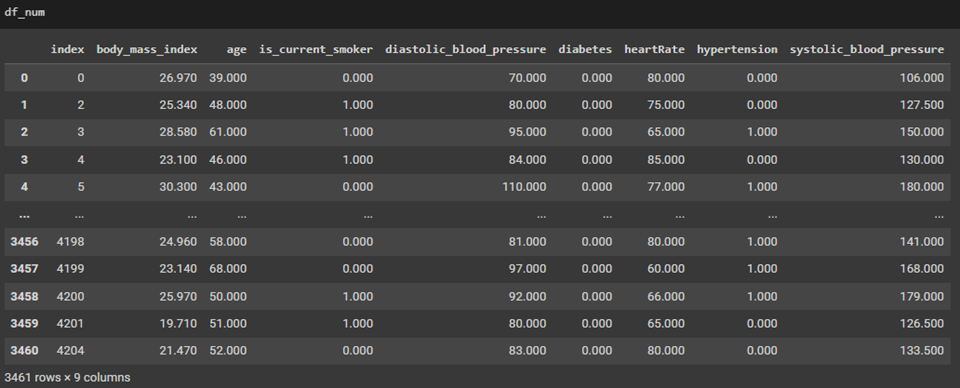 df_num
index body_mass_index age is_current_smoker diastolic_blood_pressure diabetes heartRate hypertension systolic_blood_pressure
0 0 26.970 39.000 0.000 70.000 0.000 80.000 0.000 106.000
1 2 25.340 48.000 1.000 80.000 0.000 75.000 0.000 127.500
2 3 28.580 61.000 1.000 95.000 0.000 65.000 1.000 150.000
3 4 23.100 46.000 1.000 84.000 0.000 85.000 0.000 130.000
4 5 30.300 43.000 0.000 110.000 0.000 77.000 1.000 180.000
... ... ... ... ... ... ... ... ... ...
3456 4198 24.960 58.000 0.000 81.000 0.000 80.000 1.000 141.000
3457 4199 23.140 68.000 0.000 97.000 0.000 60.000 1.000 168.000
3458 4200 25.970 50.000 1.000 92.000 0.000 66.000 1.000 179.000
3459 4201 19.710 51.000 1.000 80.000 0.000 65.000 0.000 126.500
3460 4204 21.470 52.000 0.000 83.000 0.000 80.000 0.000 133.500
3461 rows × 9 columns